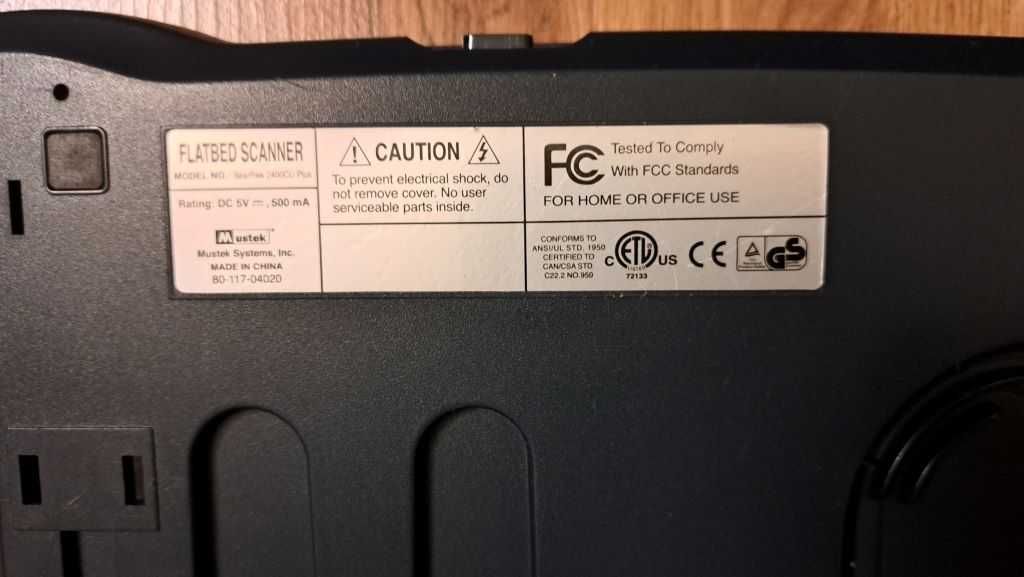 FLATBED SCANNER
MODEL NO. BearPaw 2400CU Plus
Rating: DC 5V ⎓, 500 mA
Mustek
Mustek Systems, Inc.
MADE IN CHINA
80-117-04020
CAUTION
To prevent electrical shock, do
not remove cover. No user
serviceable parts inside.
FC Tested To Comply
With FCC Standards
FOR HOME OR OFFICE USE
CONFORMS TO
ANSI/UL STD. 1950
CERTIFIED TO
CAN/CSA STD.
C22.2 NO.950
C ETL US
LISTED
72133
CE
GS